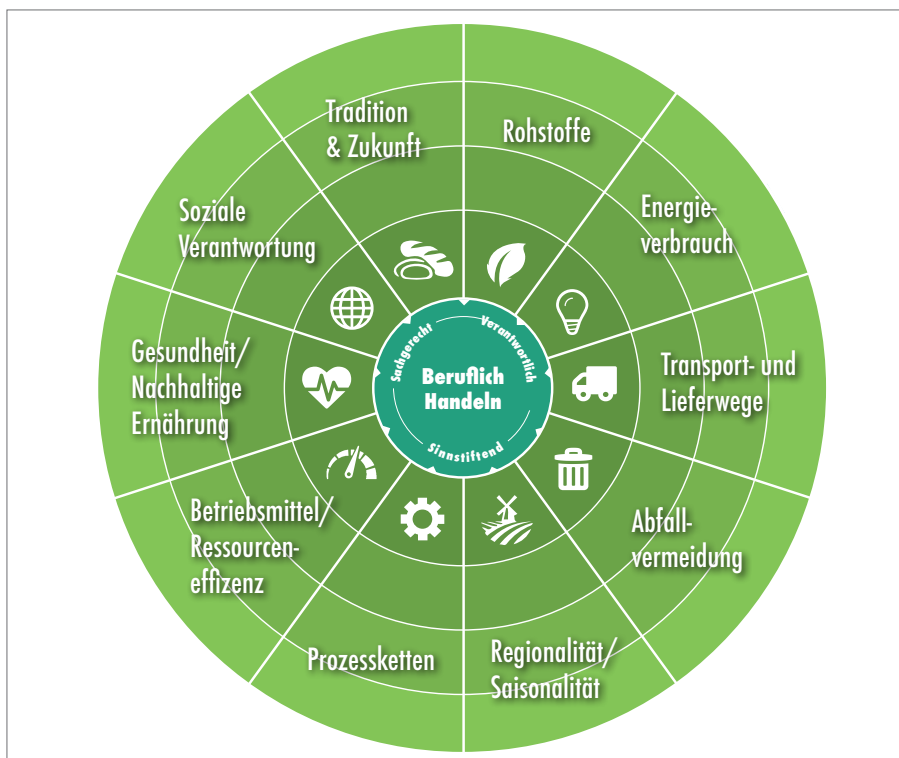 Tradition
& Zukunft
Rohstoffe
Energie-
verbrauch
Transport- und
Lieferwege
Abfall-
vermeidung
Regionalität/
Saisonalität
Prozessketten
Betriebsmittel/
Ressourcen-
effizenz
Gesundheit/
Nachhaltige
Ernährung
Soziale
Verantwortung
Sachgerecht
Verantwortlich
Beruflich
Handeln
Sinnstiftend